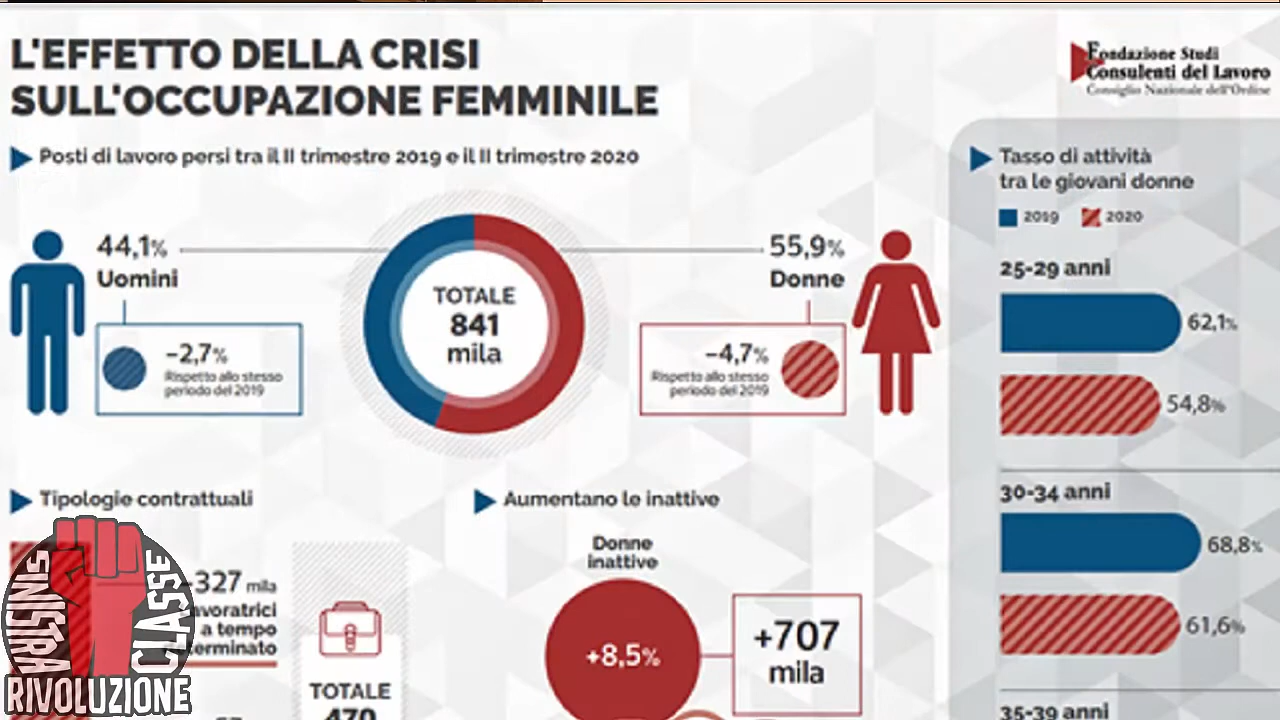 L'EFFETTO DELLA CRISI
SULL'OCCUPAZIONE FEMMINILE
Fondazione Studi
Consulenti del Lavoro
Consiglio Nazionale dell'Ordine
Posti di lavoro persi tra il II trimestre 2019 e il II trimestre 2020
44,1%
Uomini
-2,7%
Rispetto allo stesso
periodo del 2019
TOTALE
841
mila
55,9%
Donne
-4,7%
Rispetto allo stesso
periodo del 2019
Tasso di attività
tra le giovani donne
2019 2020
25-29 anni
62,1%
54,8%
30-34 anni
68,8%
61,6%
35-39 anni
Tipologie contrattuali
-327 mila
avoratrici
a tempo
terminato
TOTALE
470
Aumentano le inattive
Donne
inattive
+8,5%
+707
mila
SINISTRA
CLASSE
RIVOLUZIONE